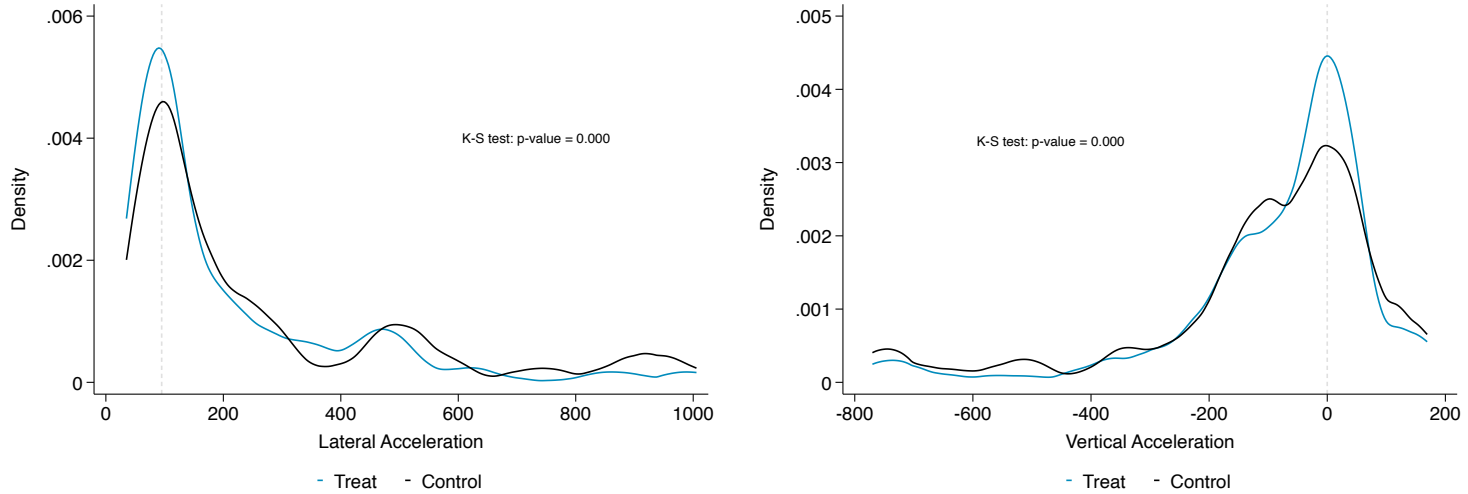 .006
.004
.002
0
Density
K-S test: p-value = 0.000
0 200 400 600 800 1000
Lateral Acceleration
Treat Control
.005
.004
.003
.002
.001
0
Density
K-S test: p-value = 0.000
-800 -600 -400 -200 0 200
Vertical Acceleration
Treat Control